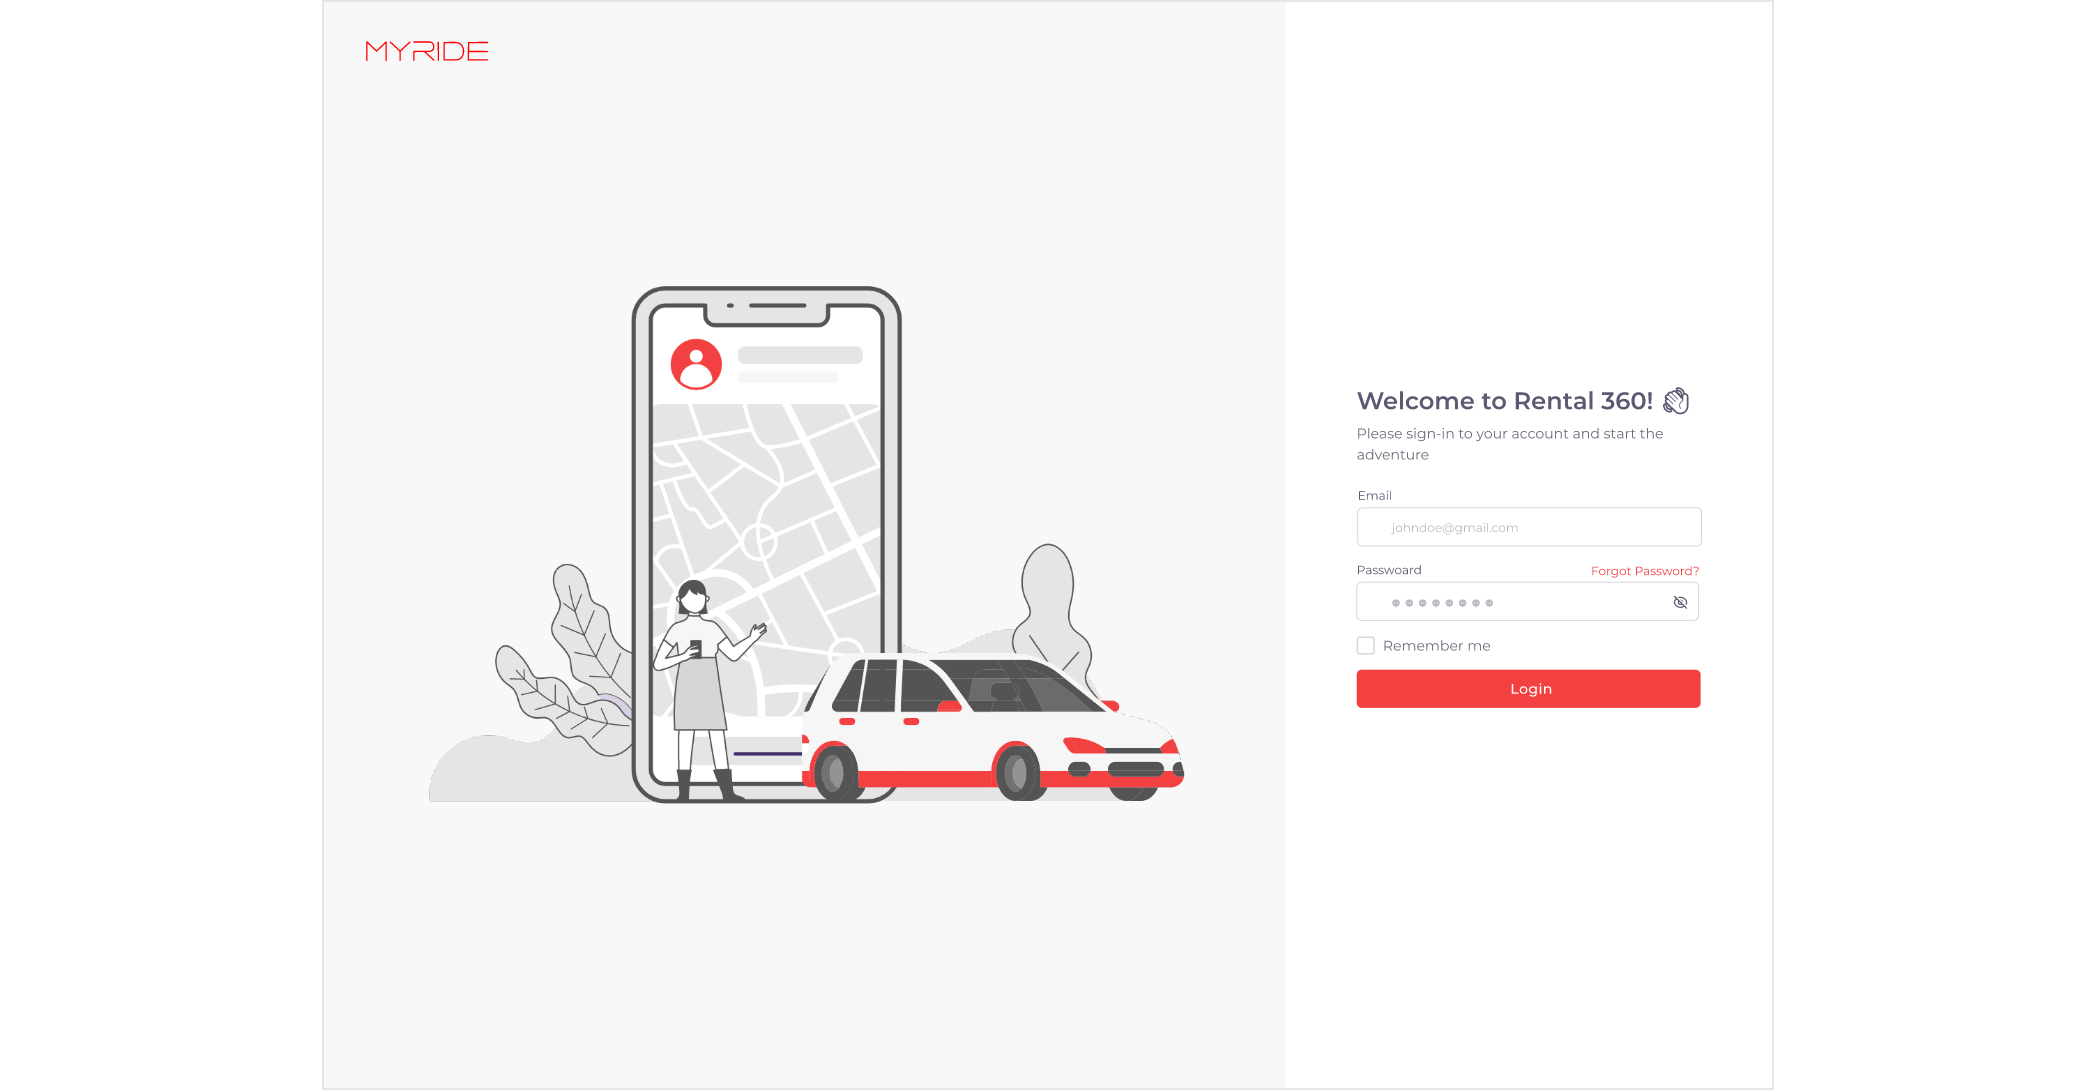 MYRIDE
Welcome to Rental 360!
Please sign-in to your account and start the
adventure
Email
johndoe@gmail.com
Passwoard
Forgot Password?
Remember me
Login